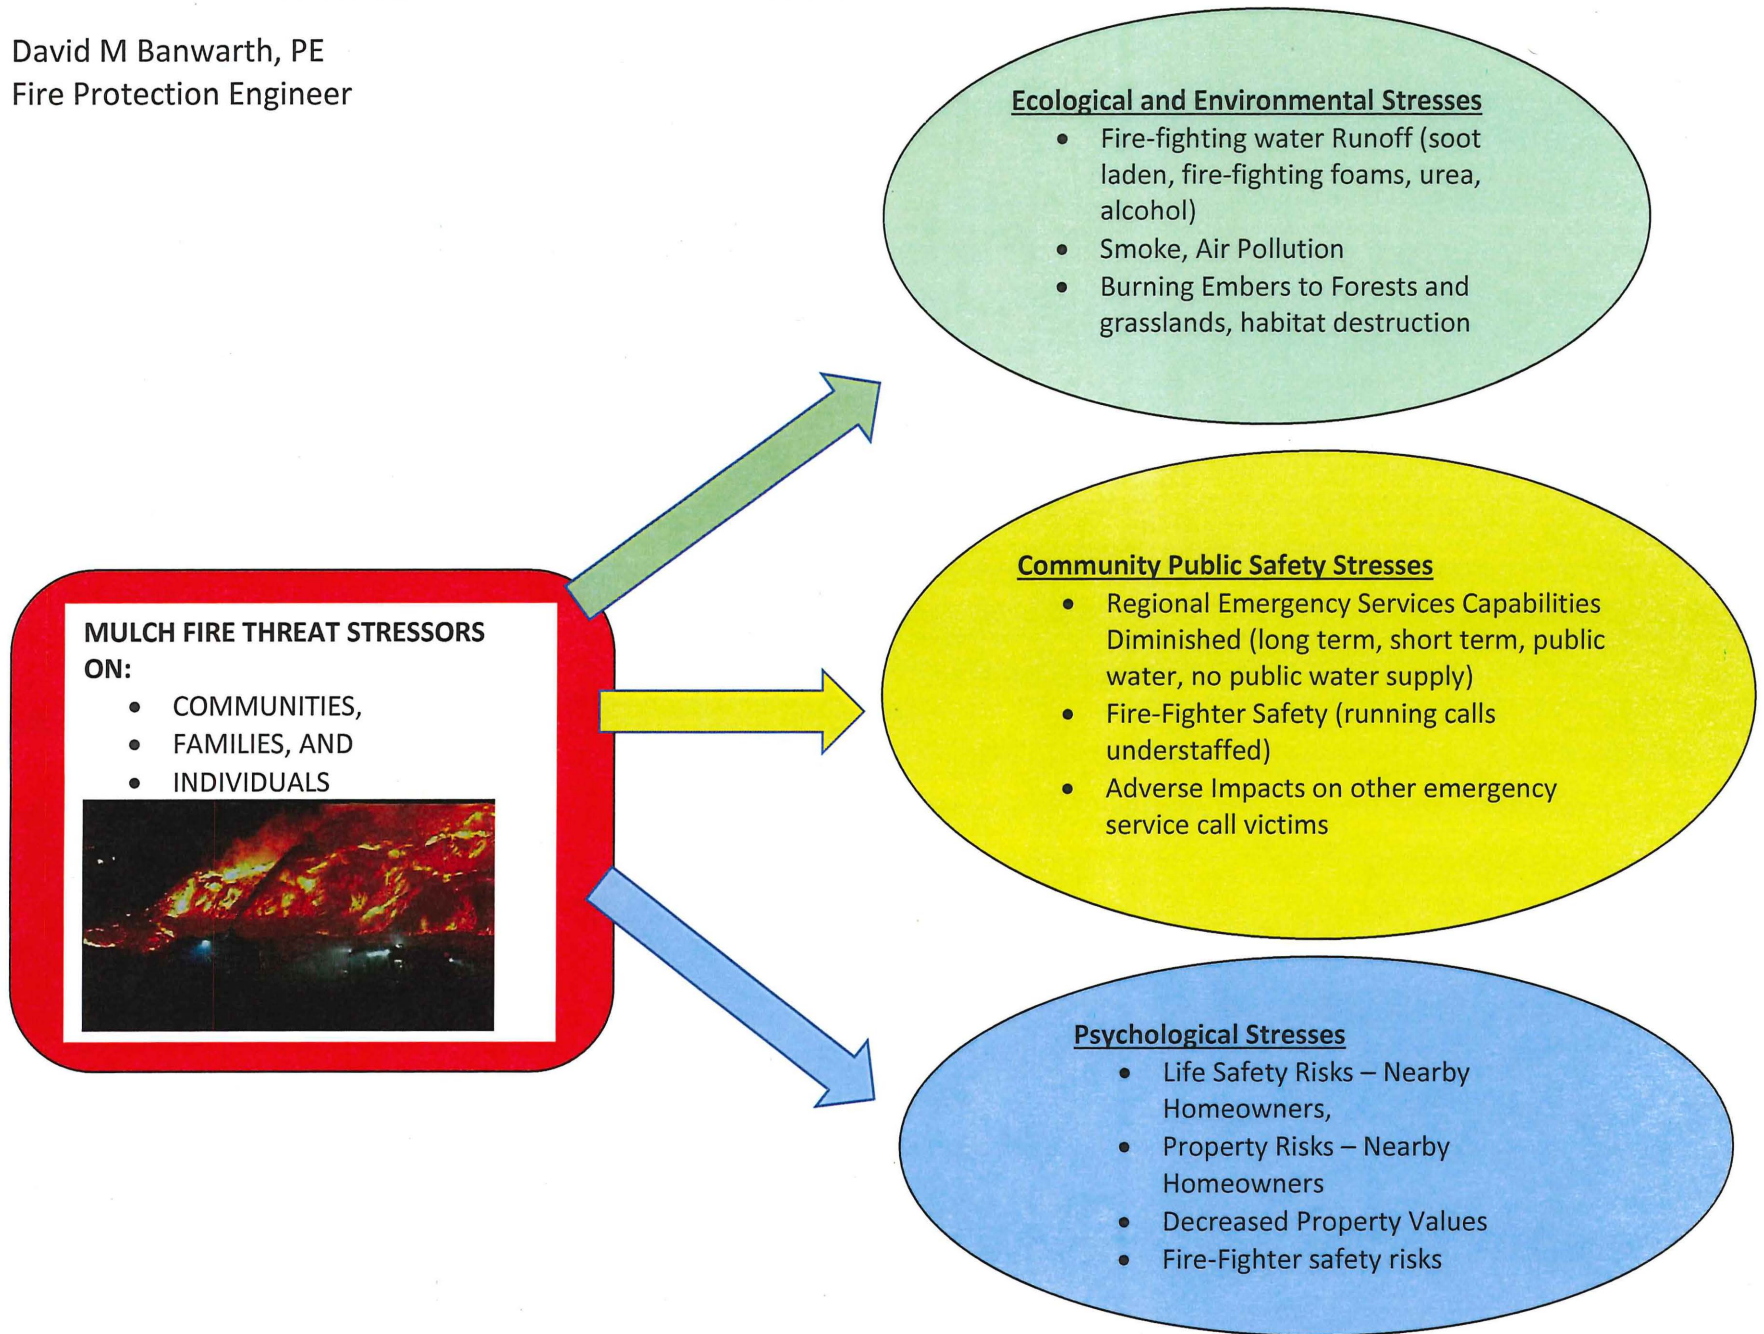 David M Banwarth, PE
Fire Protection Engineer
MULCH FIRE THREAT STRESSORS
ON:
• COMMUNITIES,
• FAMILIES, AND
• INDIVIDUALS
Ecological and Environmental Stresses
• Fire-fighting water Runoff (soot
laden, fire-fighting foams, urea,
alcohol)
• Smoke, Air Pollution
• Burning Embers to Forests and
grasslands, habitat destruction
Community Public Safety Stresses
• Regional Emergency Services Capabilities
Diminished (long term, short term, public
water, no public water supply)
• Fire-Fighter Safety (running calls
understaffed)
• Adverse Impacts on other emergency
service call victims
Psychological Stresses
• Life Safety Risks – Nearby
Homeowners,
• Property Risks – Nearby
Homeowners
• Decreased Property Values
• Fire-Fighter safety risks